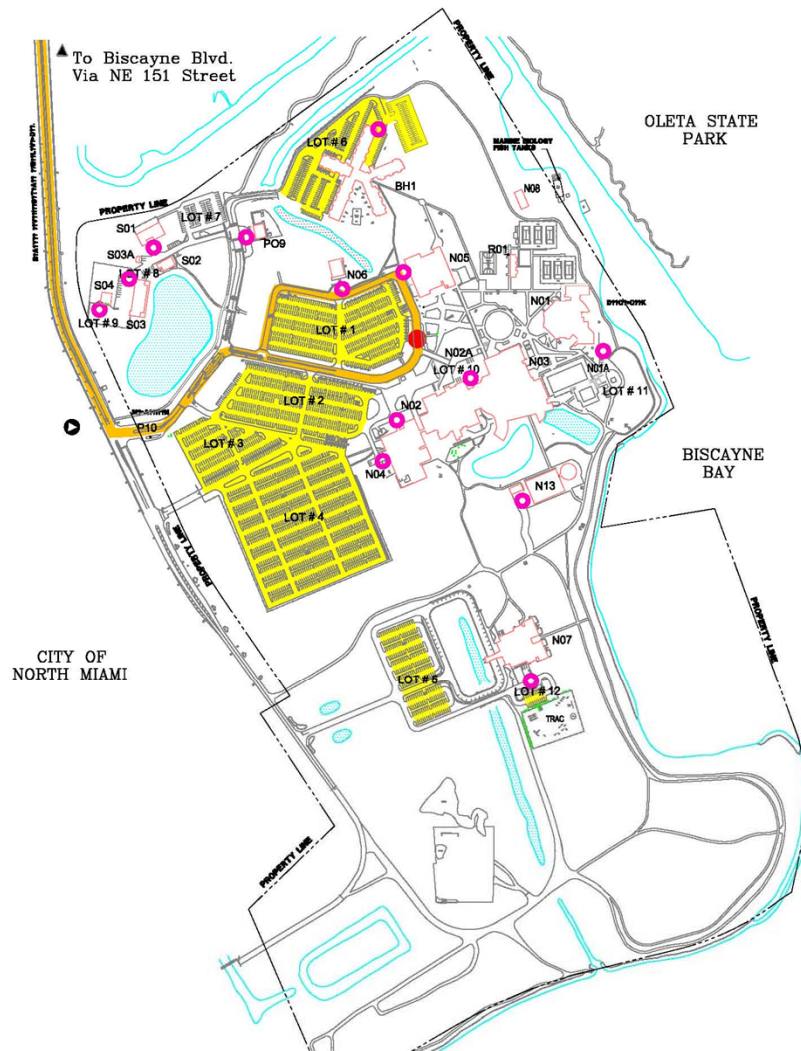 To Biscayne Blvd.
Via NE 151 Street
PROPERTY LINE
OLETA STATE
PARK
MARINE BIOLOGY
FISH TANKS
LOT # 6
BH1
N08
PROPERTY LINE
LOT # 7
S01
PO9
S03A
S02
LOT # 8
R01
N05
N06
S04
LOT # 9
S03
N01
LOT # 1
N02A
LOT # 10
N03
N01A
LOT # 11
LOT # 2
P10
N02
LOT # 3
N04
BISCAYNE
BAY
N13
LOT # 4
PROPERTY LINE
PROPERTY LINE
N07
CITY OF
NORTH MIAMI
LOT # 6
LOT # 12
TRAC
PROPERTY LINE